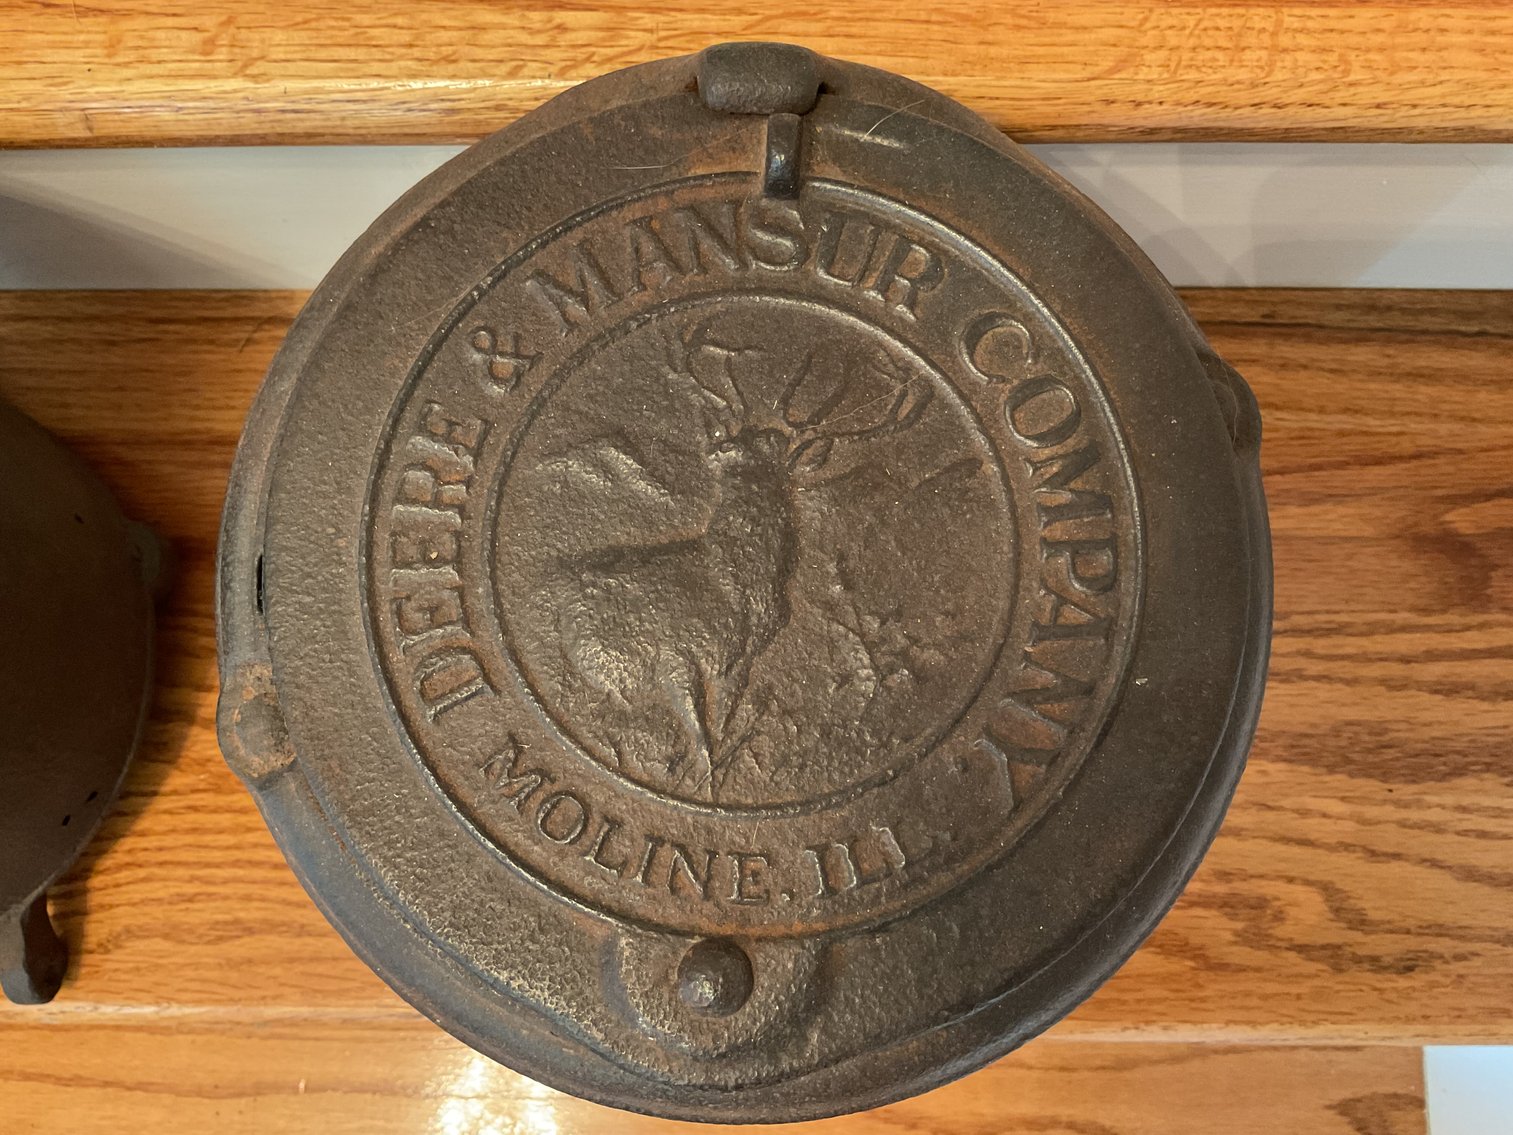 DEERE & MANSUR COMPANY
MOLINE. ILL.